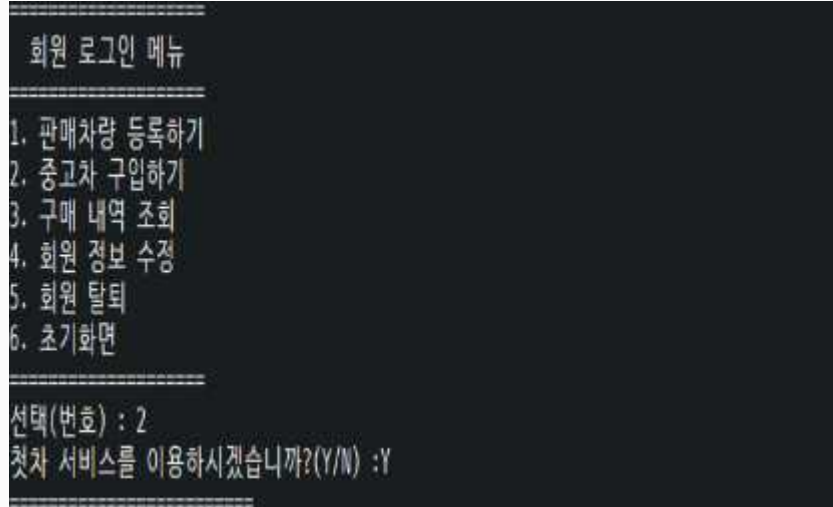 ====================
회원 로그인 메뉴
====================
1. 판매차량 등록하기
2. 중고차 구입하기
3. 구매 내역 조회
4. 회원 정보 수정
5. 회원 탈퇴
6. 초기화면
====================
선택(번호) : 2
첫차 서비스를 이용하시겠습니까?(Y/N) :Y
=========================